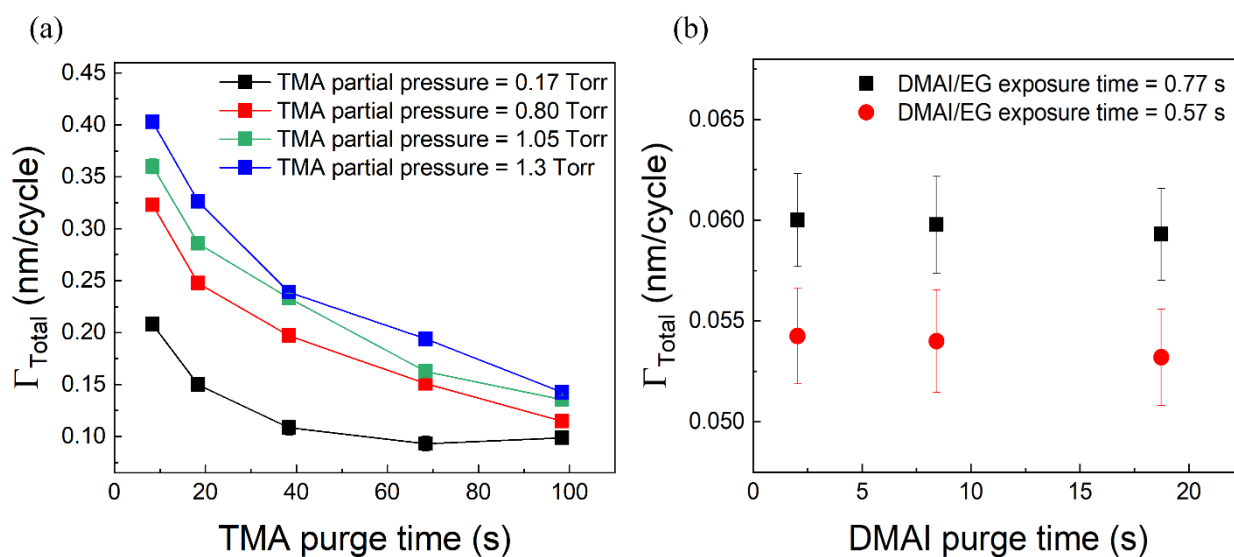 (a)
Γ_Total (nm/cycle)
0.45
0.40
0.35
0.30
0.25
0.20
0.15
0.10
TMA partial pressure = 0.17 Torr
TMA partial pressure = 0.80 Torr
TMA partial pressure = 1.05 Torr
TMA partial pressure = 1.3 Torr
0 20 40 60 80 100
TMA purge time (s)
(b)
Γ_Total (nm/cycle)
0.065
0.060
0.055
0.050
DMAI/EG exposure time = 0.77 s
DMAI/EG exposure time = 0.57 s
0 5 10 15 20
DMAI purge time (s)